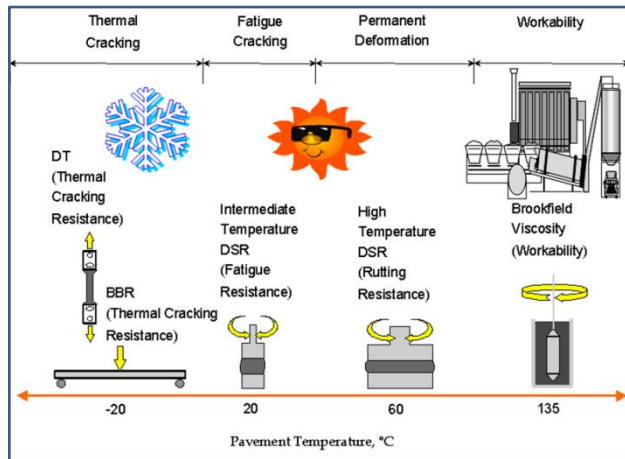 Thermal
Cracking
Fatigue
Cracking
Permanent
Deformation
Workability
DT
(Thermal
Cracking
Resistance)
BBR
(Thermal Cracking
Resistance)
Intermediate
Temperature
DSR
(Fatigue
Resistance)
High
Temperature
DSR
(Rutting
Resistance)
Brookfield
Viscosity
(Workability)
-20
20
60
135
Pavement Temperature, °C